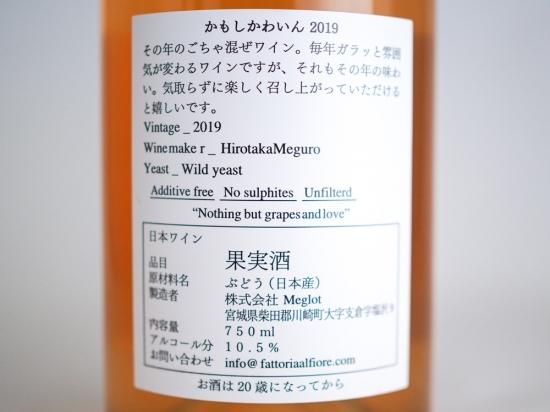 かもしかわいん 2019
その年のごちゃ混ぜワイン。毎年ガラッと雰囲
気が変わるワインですが、それもその年の味わ
い。気取らずに楽しく召し上がっていただける
と嬉しいです。
Vintage _ 2019
Winemake r _ HirotakaMeguro
Yeast _ Wild yeast
Additive free No sulphites Unfilterd
“Nothing but grapes and love”
日本ワイン
品目 果実酒
原材料名 ぶどう（日本産）
製造者 株式会社 Meglot
宮城県柴田郡川崎町大字支倉字塩沢9
内容量 750ml
アルコール分 10.5%
お問い合わせ info@fattoriaalfiore.com
お酒は20歳になってから